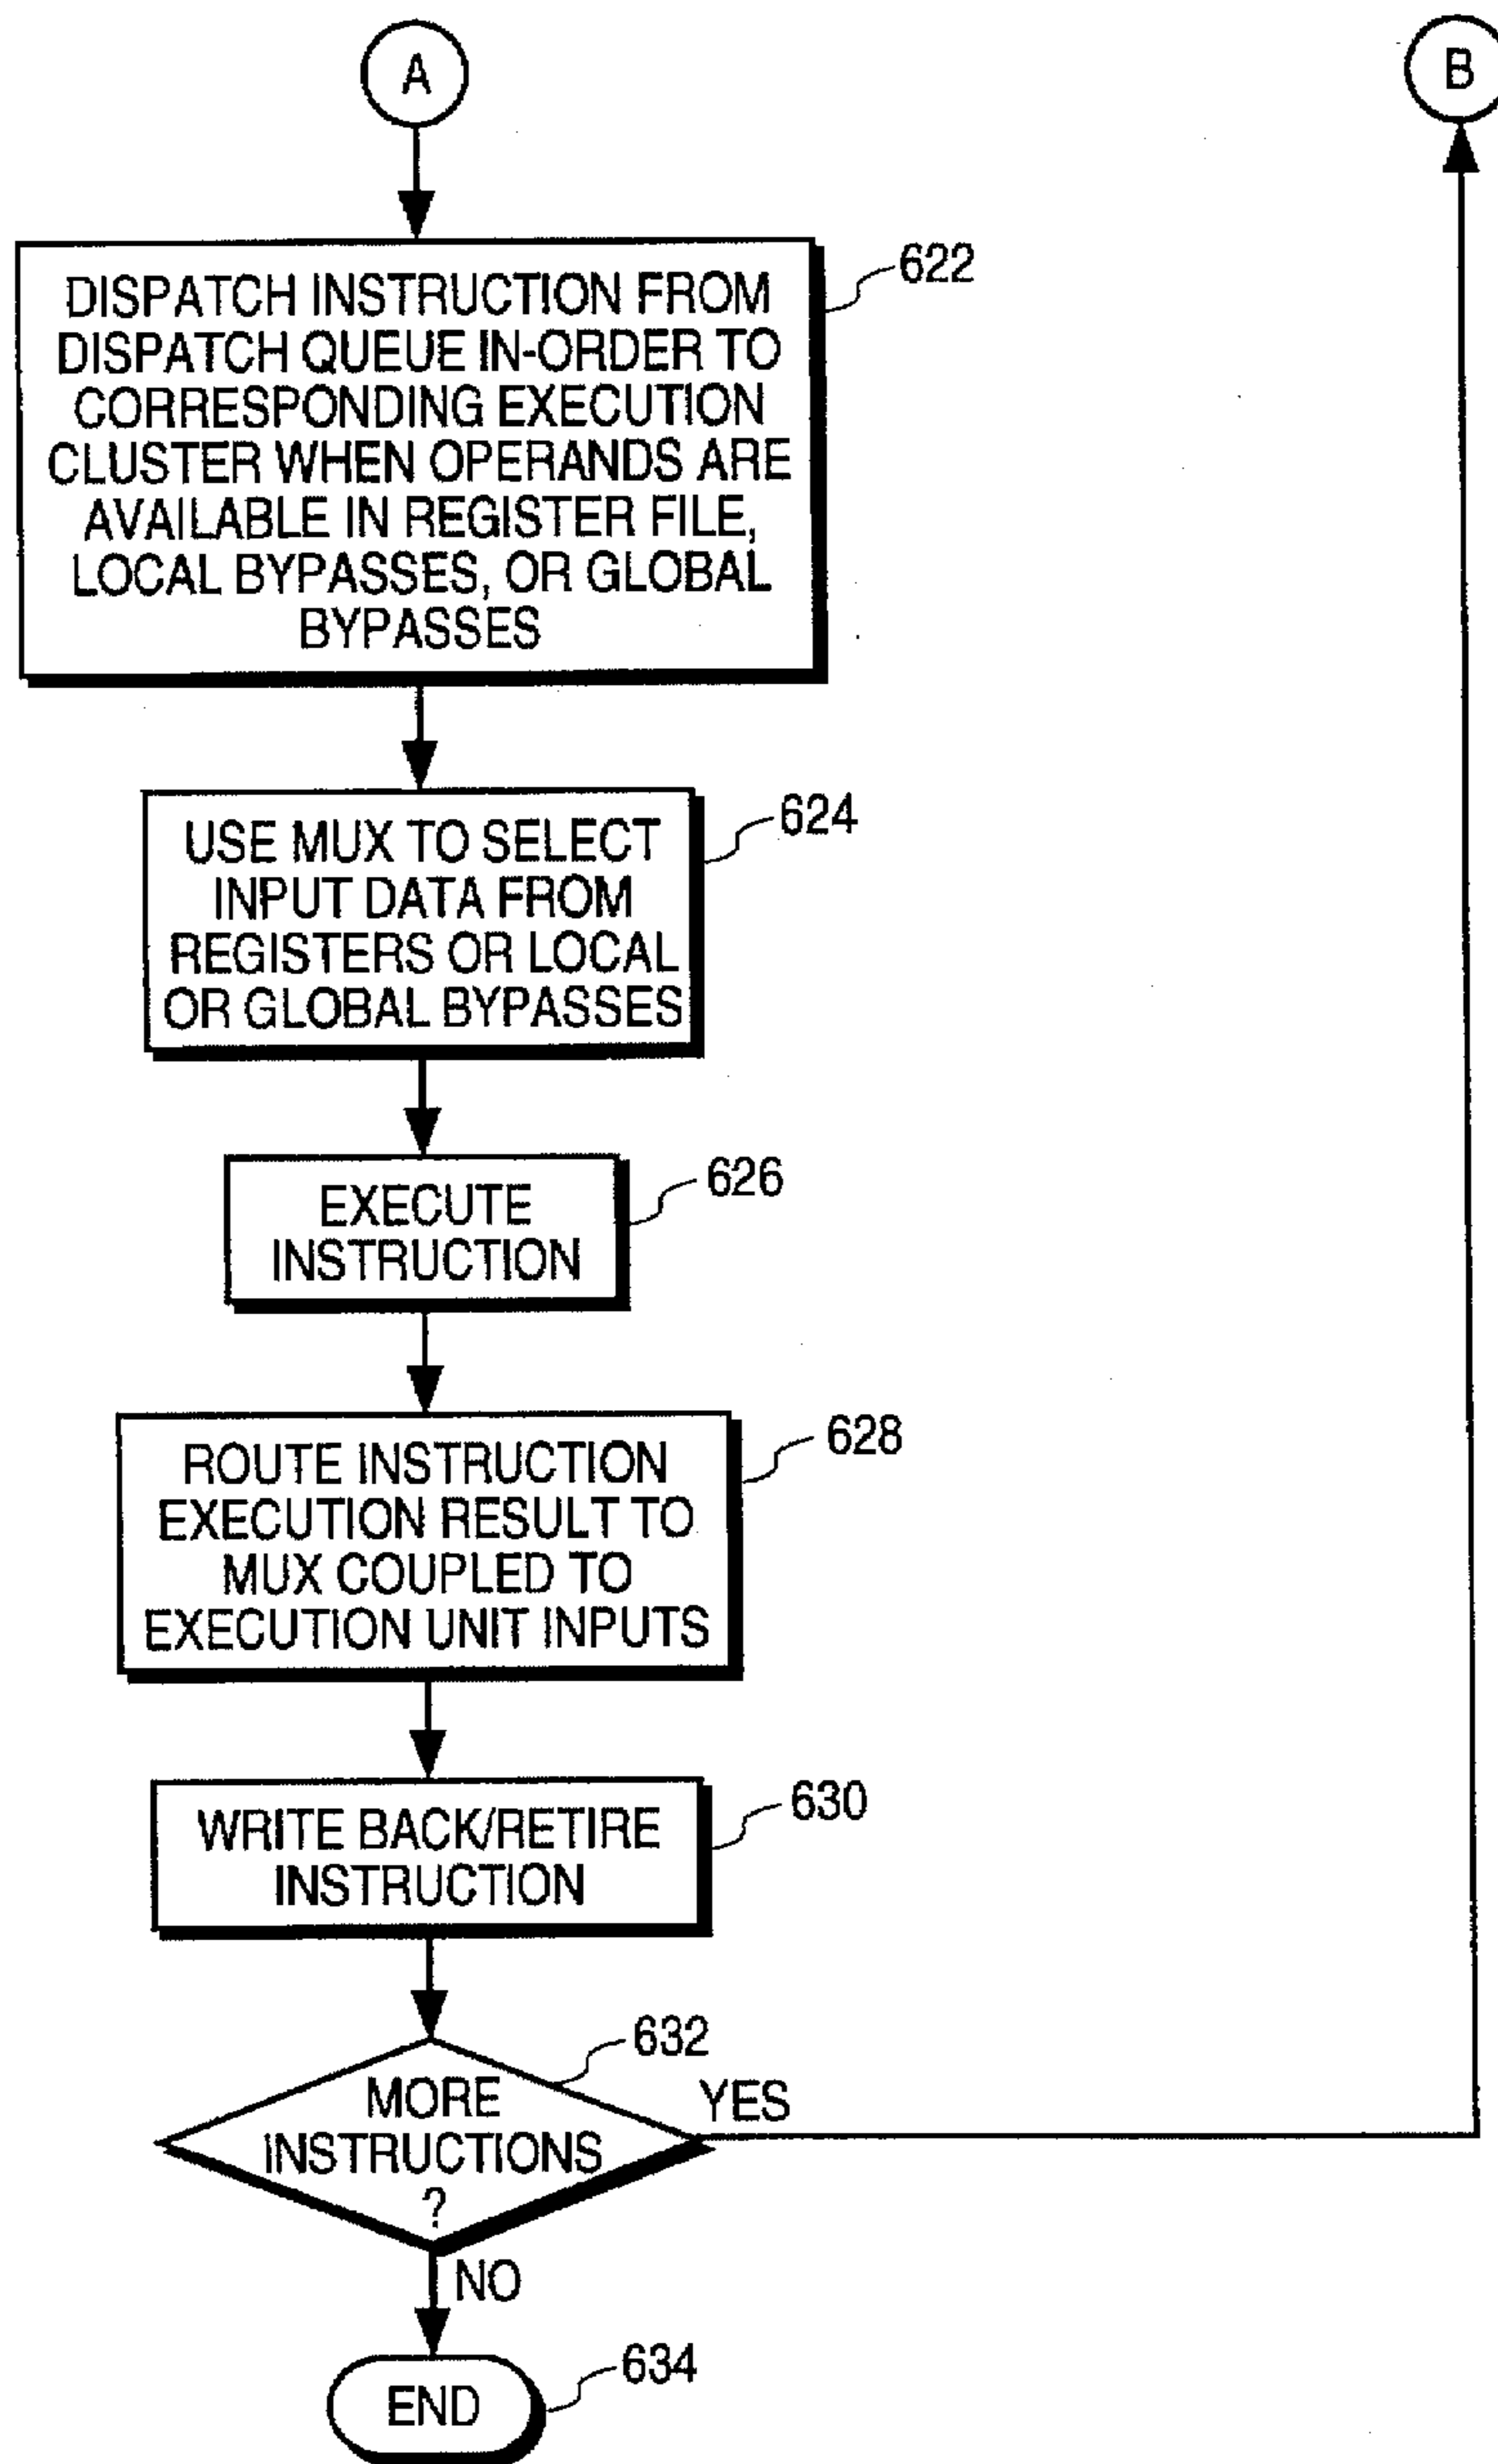 A
B
DISPATCH INSTRUCTION FROM
DISPATCH QUEUE IN-ORDER TO
CORRESPONDING EXECUTION
CLUSTER WHEN OPERANDS ARE
AVAILABLE IN REGISTER FILE,
LOCAL BYPASSES, OR GLOBAL
BYPASSES
622
USE MUX TO SELECT
INPUT DATA FROM
REGISTERS OR LOCAL
OR GLOBAL BYPASSES
624
EXECUTE
INSTRUCTION
626
ROUTE INSTRUCTION
EXECUTION RESULT TO
MUX COUPLED TO
EXECUTION UNIT INPUTS
628
WRITE BACK/RETIRE
INSTRUCTION
630
MORE
INSTRUCTIONS
?
632
YES
NO
END
634